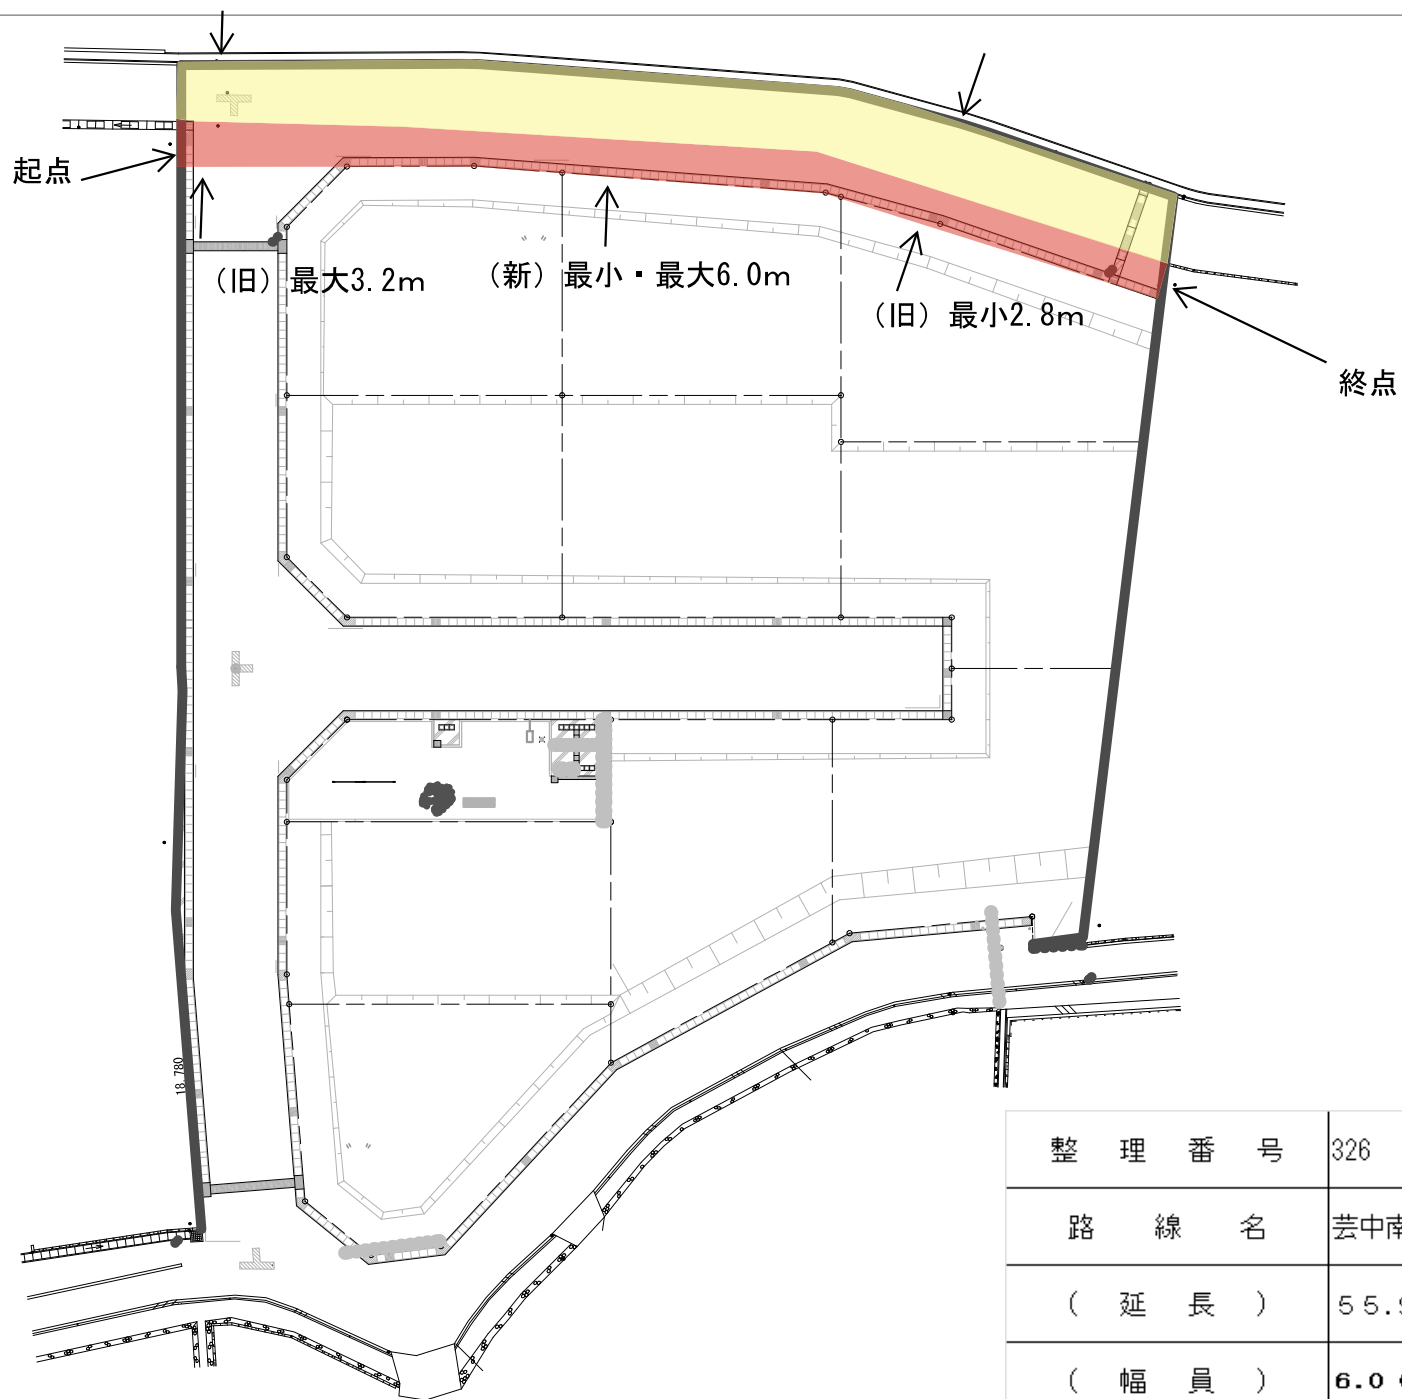 起点
(旧)最大3.2m
(新)最小・最大6.0m
(旧)最小2.8m
終点
18.780
整理番号 326
路線名 芸中南
(延長) 55.9
(幅員) 6.0